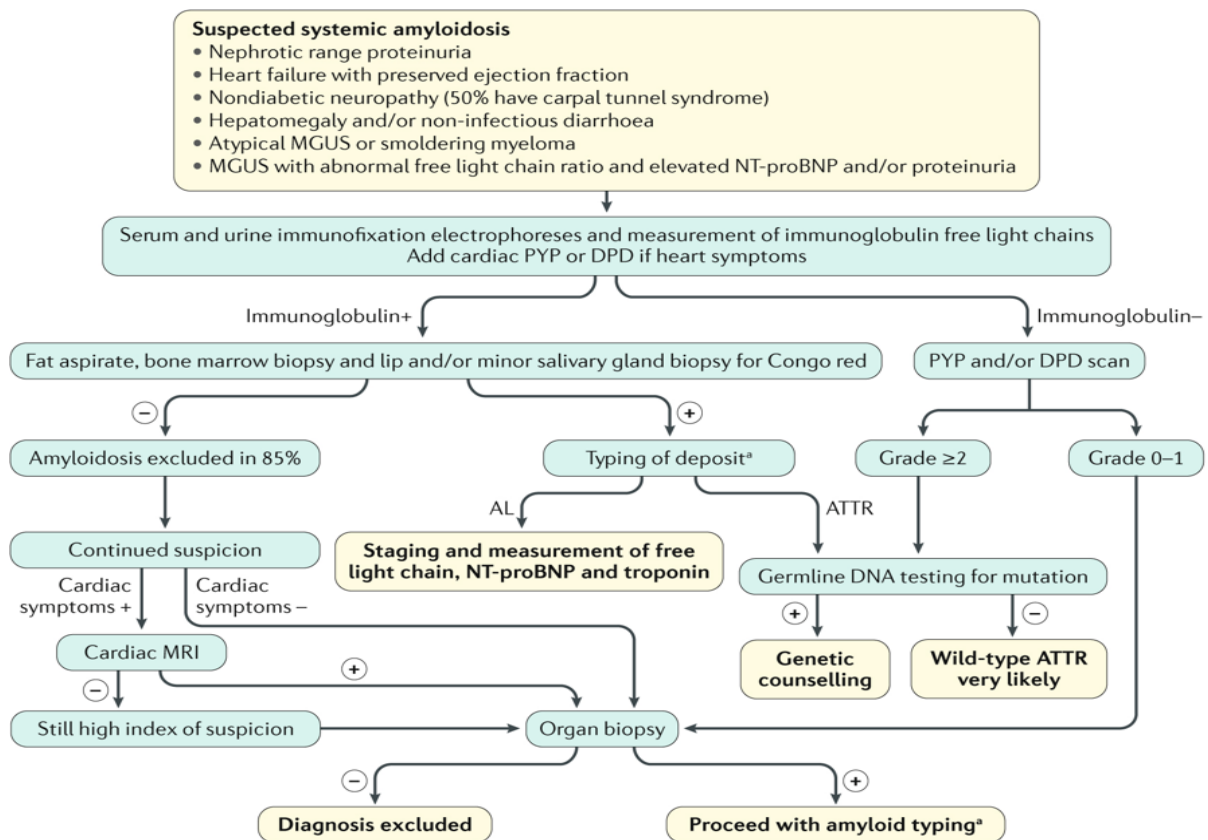 Suspected systemic amyloidosis
• Nephrotic range proteinuria
• Heart failure with preserved ejection fraction
• Nondiabetic neuropathy (50% have carpal tunnel syndrome)
• Hepatomegaly and/or non-infectious diarrhoea
• Atypical MGUS or smoldering myeloma
• MGUS with abnormal free light chain ratio and elevated NT-proBNP and/or proteinuria
Serum and urine immunofixation electrophoreses and measurement of immunoglobulin free light chains
Add cardiac PYP or DPD if heart symptoms
Immunoglobulin+
Immunoglobulin–
Fat aspirate, bone marrow biopsy and lip and/or minor salivary gland biopsy for Congo red
PYP and/or DPD scan
–
+
Amyloidosis excluded in 85%
Typing of depositᵃ
Grade ≥2
Grade 0–1
AL
ATTR
Continued suspicion
Staging and measurement of free
light chain, NT-proBNP and troponin
Germline DNA testing for mutation
Cardiac
symptoms +
Cardiac
symptoms –
+
–
Cardiac MRI
Genetic
counselling
Wild-type ATTR
very likely
–
+
Still high index of suspicion
Organ biopsy
–
+
Diagnosis excluded
Proceed with amyloid typingᵃ